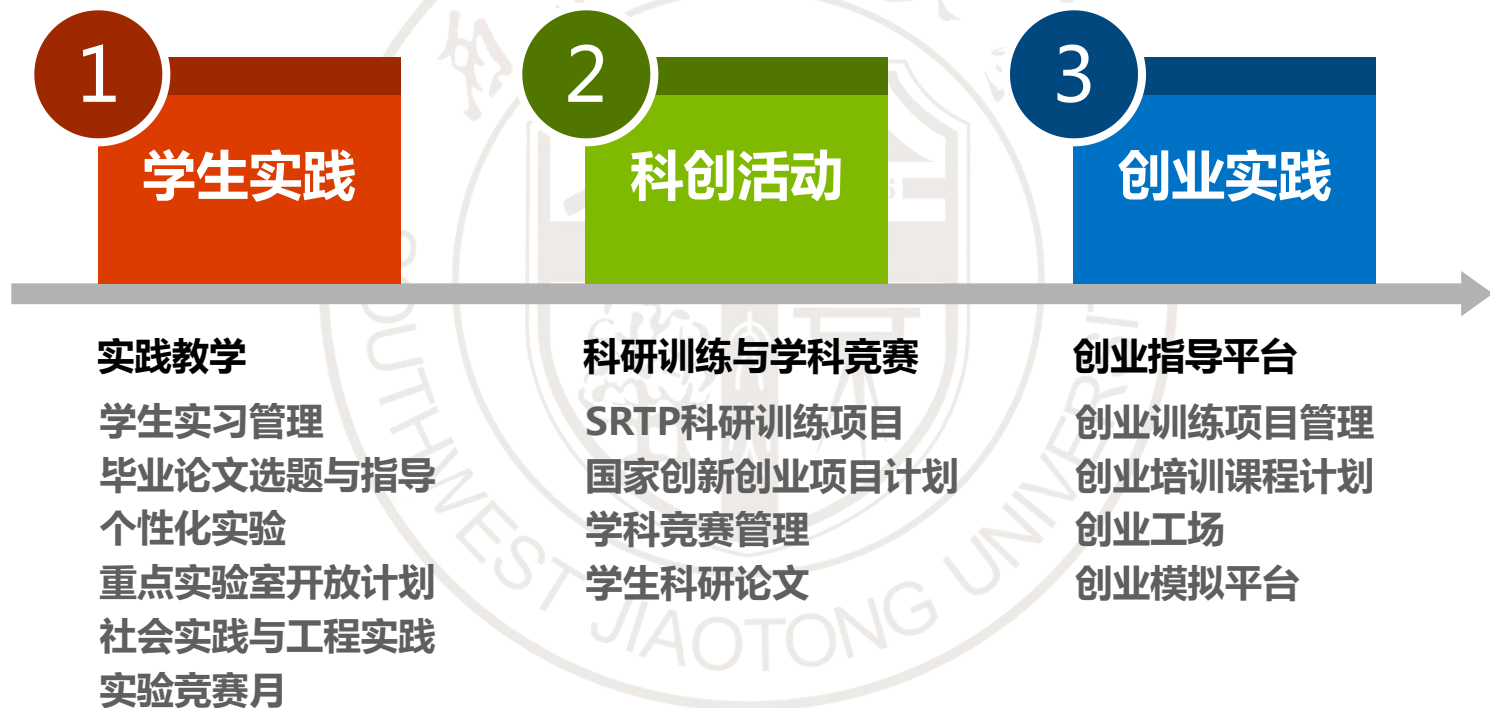 1
学生实践
2
科创活动
3
创业实践
实践教学
学生实习管理
毕业论文选题与指导
个性化实验
重点实验室开放计划
社会实践与工程实践
实验竞赛月
科研训练与学科竞赛
SRTP科研训练项目
国家创新创业项目计划
学科竞赛管理
学生科研论文
创业指导平台
创业训练项目管理
创业培训课程计划
创业工场
创业模拟平台
SOUTHWEST JIAOTONG UNIVERSI